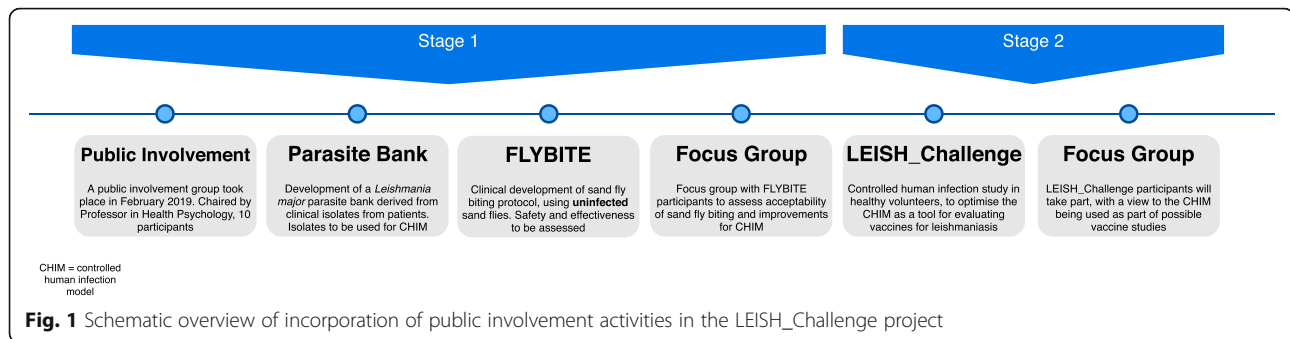 Stage 1
Stage 2
Public Involvement
A public involvement group took
place in February 2019. Chaired by
Professor in Health Psychology, 10
participants
Parasite Bank
Development of a Leishmania
major parasite bank derived from
clinical isolates from patients.
Isolates to be used for CHIM
FLYBITE
Clinical development of sand fly
biting protocol, using uninfected
sand flies. Safety and effectiveness
to be assessed
Focus Group
Focus group with FLYBITE
participants to assess acceptability
of sand fly biting and improvements
for CHIM
LEISH_Challenge
Controlled human infection study in
healthy volunteers, to optimise the
CHIM as a tool for evaluating
vaccines for leishmaniasis
Focus Group
LEISH_Challenge participants will
take part, with a view to the CHIM
being used as part of possible
vaccine studies
CHIM = controlled
human infection
model
Fig. 1 Schematic overview of incorporation of public involvement activities in the LEISH_Challenge project